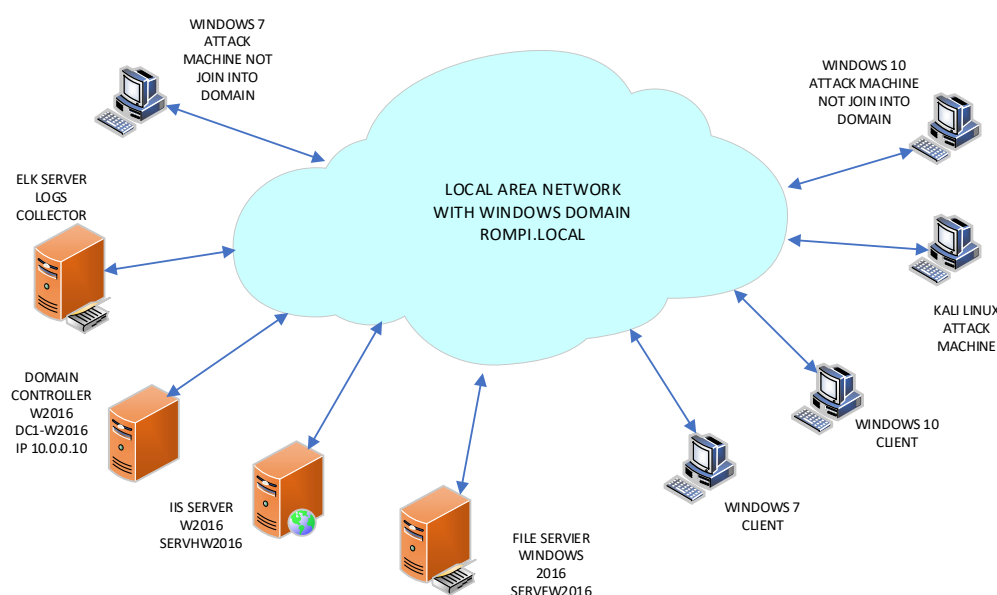 WINDOWS 7
ATTACK
MACHINE NOT
JOIN INTO
DOMAIN
WINDOWS 10
ATTACK MACHINE
NOT JOIN INTO
DOMAIN
ELK SERVER
LOGS
COLLECTOR
LOCAL AREA NETWORK
WITH WINDOWS DOMAIN
ROMPI.LOCAL
KALI LINUX
ATTACK
MACHINE
DOMAIN
CONTROLLER
W2016
DC1-W2016
IP 10.0.0.10
WINDOWS 10
CLIENT
IIS SERVER
W2016
SERVHW2016
WINDOWS 7
CLIENT
FILE SERVIER
WINDOWS
2016
SERVFW2016